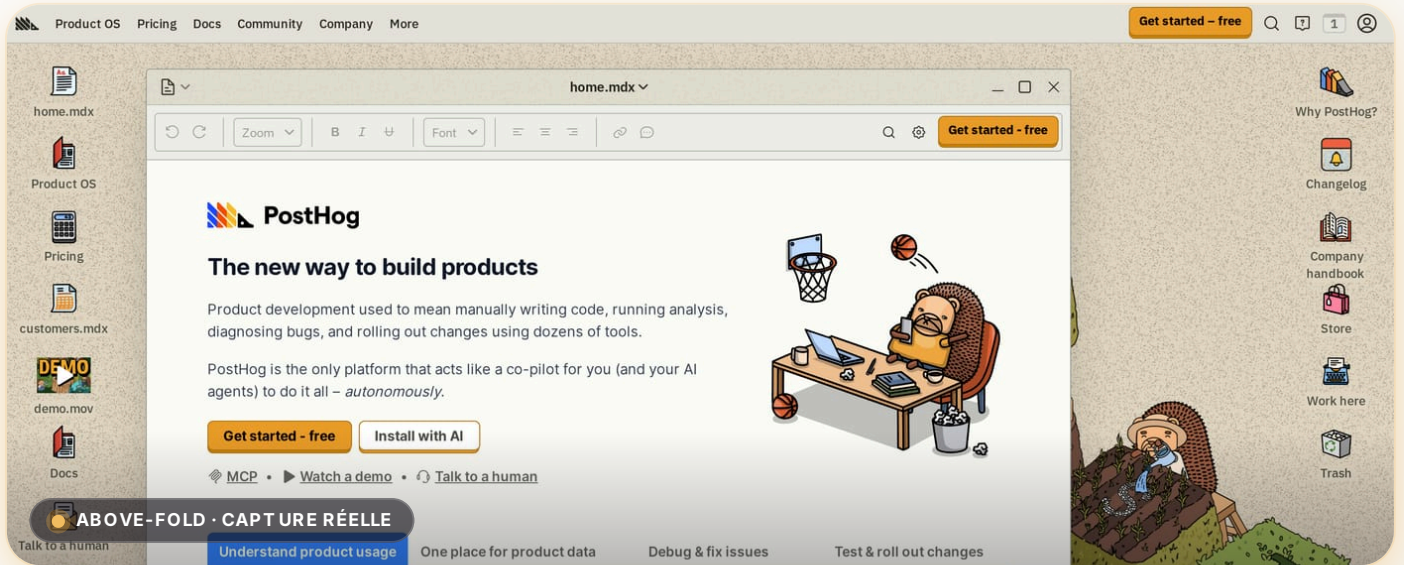 Product OS Pricing Docs Community Company More Get started – free 1
home.mdx
Product OS
Pricing
customers.mdx
DEMO
demo.mov
Docs
Talk to a human
home.mdx
Zoom B I U Font Get started - free
PostHog
The new way to build products
Product development used to mean manually writing code, running analysis,
diagnosing bugs, and rolling out changes using dozens of tools.
PostHog is the only platform that acts like a co-pilot for you (and your AI
agents) to do it all – autonomously.
Get started - free Install with AI
MCP • Watch a demo • Talk to a human
Understand product usage One place for product data Debug & fix issues Test & roll out changes
Why PostHog?
Changelog
Company
handbook
Store
Work here
Trash
ABOVE-FOLD · CAPTURE RÉELLE